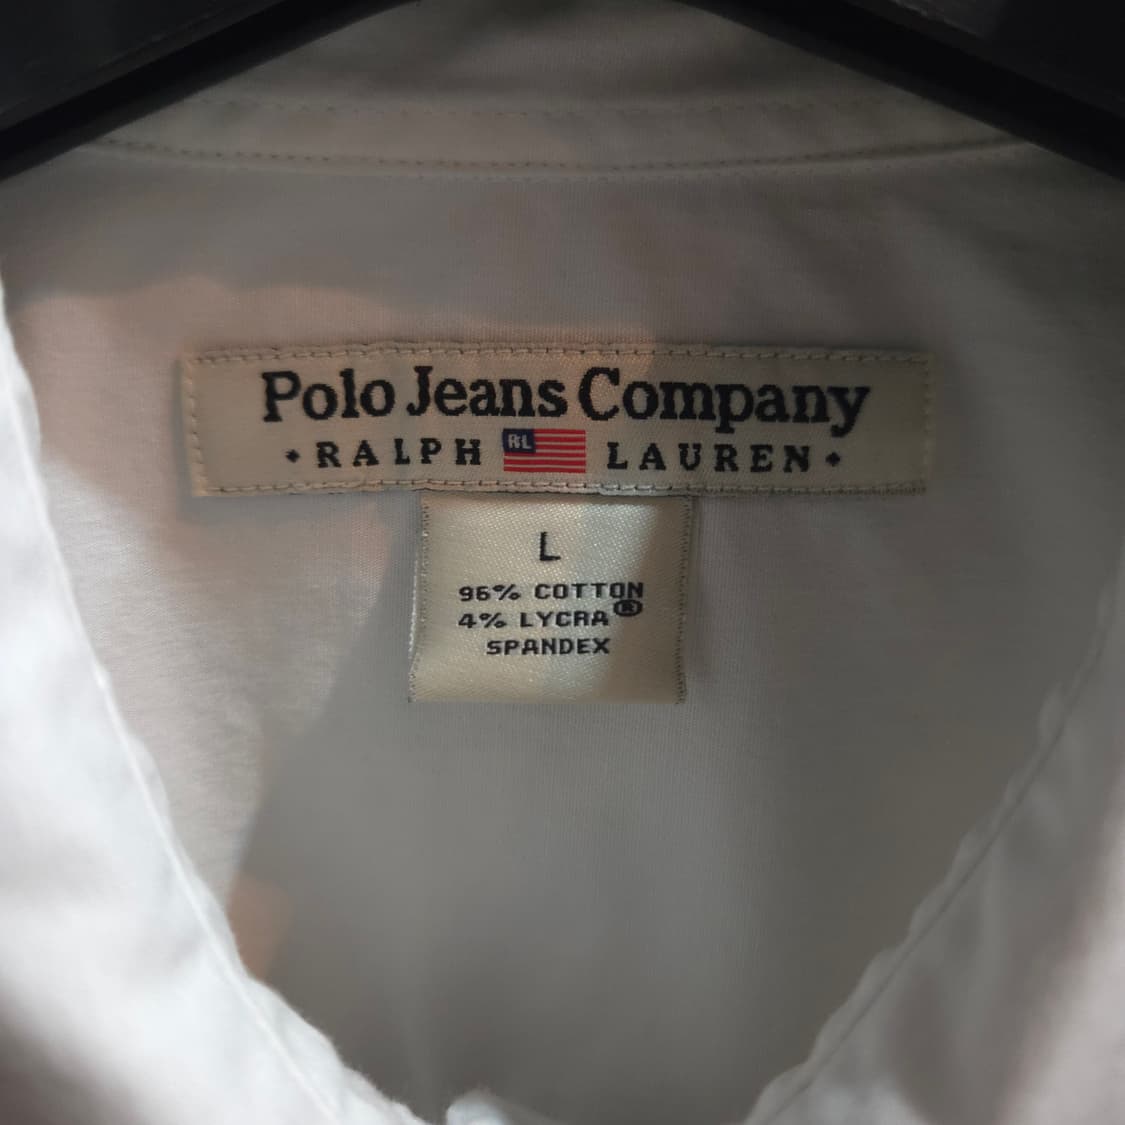 Polo Jeans Company
• RALPH RL LAUREN •
L
96% COTTON
4% LYCRA®
SPANDEX